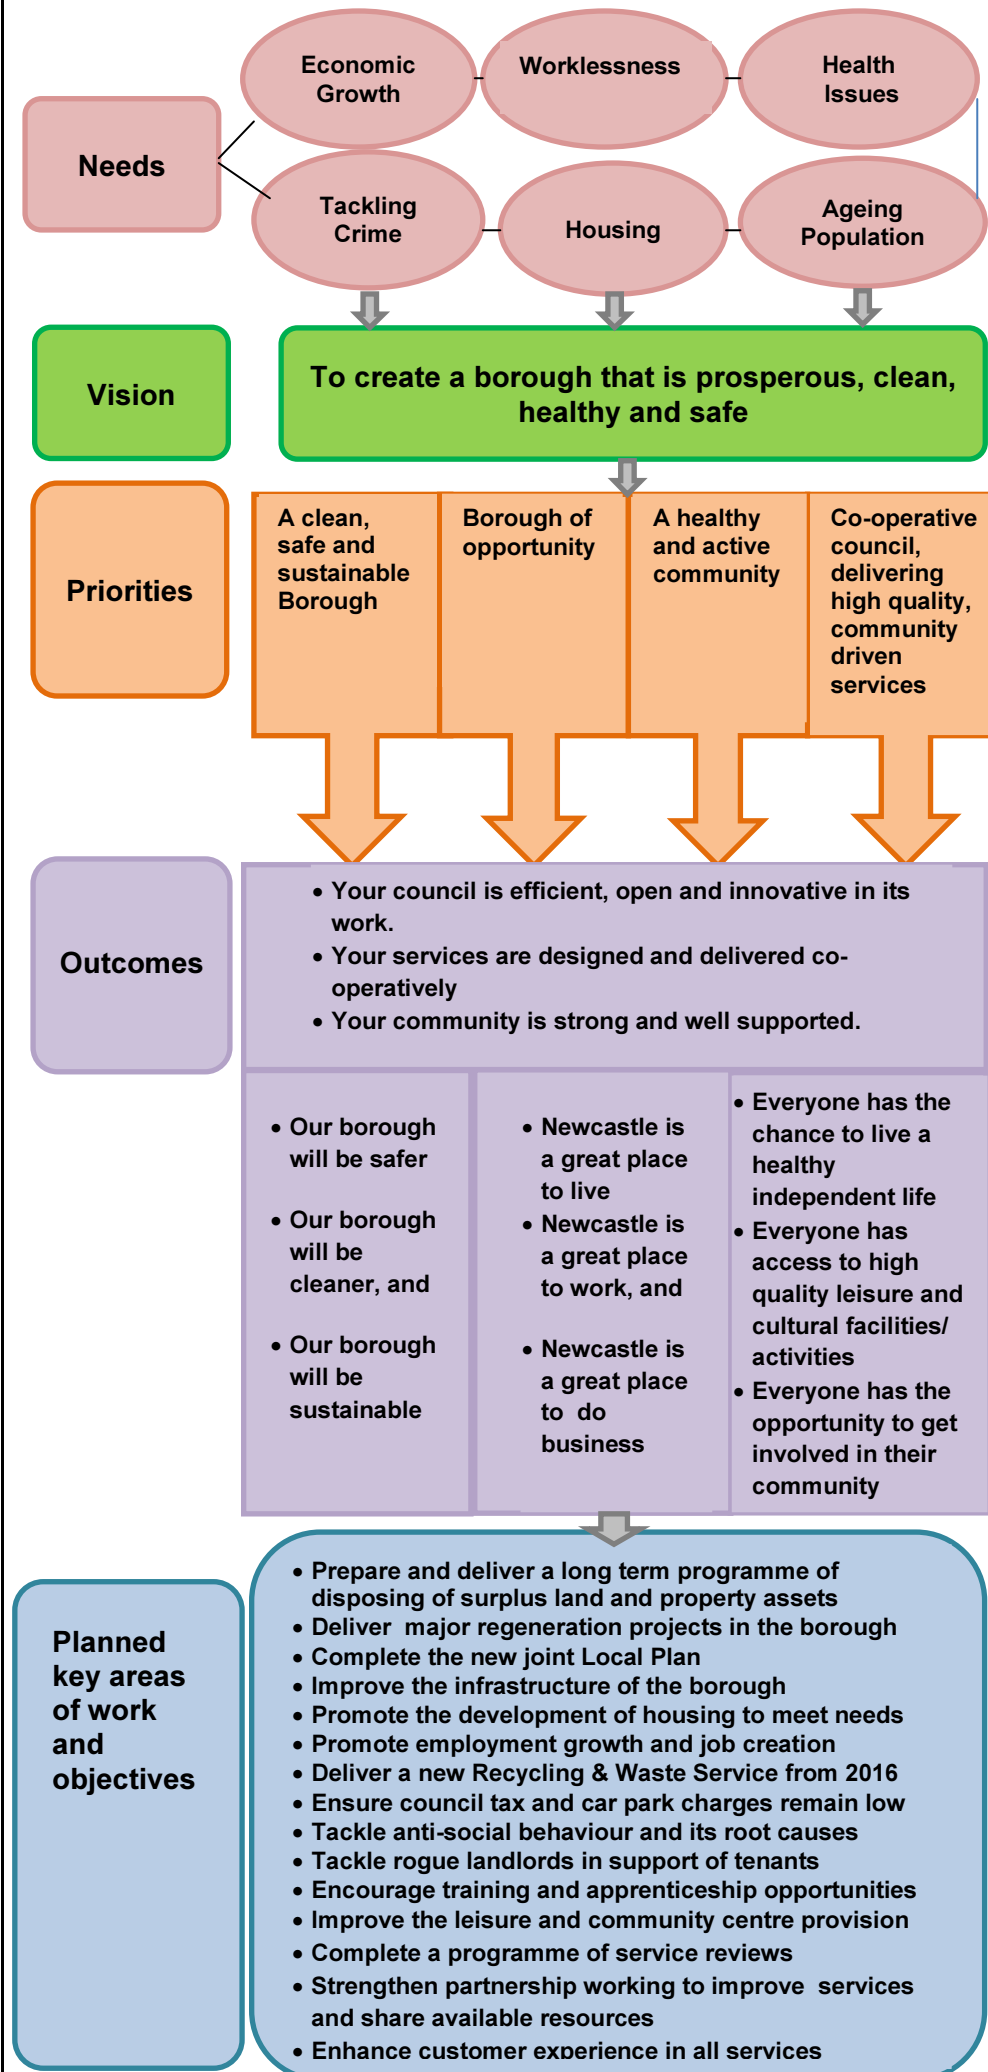 Needs
Economic
Growth
Worklessness
Health
Issues
Tackling
Crime
Housing
Ageing
Population
Vision
To create a borough that is prosperous, clean,
healthy and safe
Priorities
A clean,
safe and
sustainable
Borough
Borough of
opportunity
A healthy
and active
community
Co-operative
council,
delivering
high quality,
community
driven
services
Outcomes
• Your council is efficient, open and innovative in its
work.
• Your services are designed and delivered co-
operatively
• Your community is strong and well supported.
• Our borough
will be safer
• Our borough
will be
cleaner, and
• Our borough
will be
sustainable
• Newcastle is
a great place
to live
• Newcastle is
a great place
to work, and
• Newcastle is
a great place
to do
business
• Everyone has the
chance to live a
healthy
independent life
• Everyone has
access to high
quality leisure and
cultural facilities/
activities
• Everyone has the
opportunity to get
involved in their
community
Planned
key areas
of work
and
objectives
• Prepare and deliver a long term programme of
disposing of surplus land and property assets
• Deliver major regeneration projects in the borough
• Complete the new joint Local Plan
• Improve the infrastructure of the borough
• Promote the development of housing to meet needs
• Promote employment growth and job creation
• Deliver a new Recycling & Waste Service from 2016
• Ensure council tax and car park charges remain low
• Tackle anti-social behaviour and its root causes
• Tackle rogue landlords in support of tenants
• Encourage training and apprenticeship opportunities
• Improve the leisure and community centre provision
• Complete a programme of service reviews
• Strengthen partnership working to improve services
and share available resources
• Enhance customer experience in all services